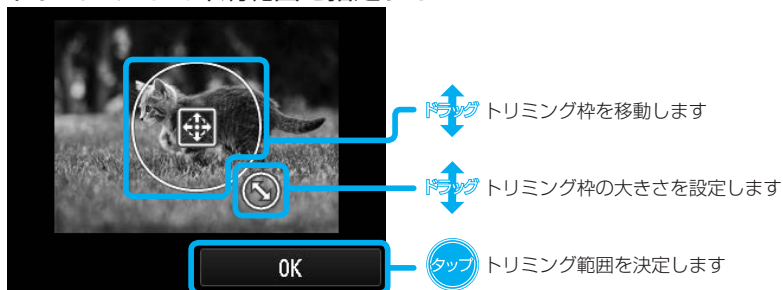 ドラッグ トリミング枠を移動します
ドラッグ トリミング枠の大きさを設定します
OK
タップ トリミング範囲を決定します